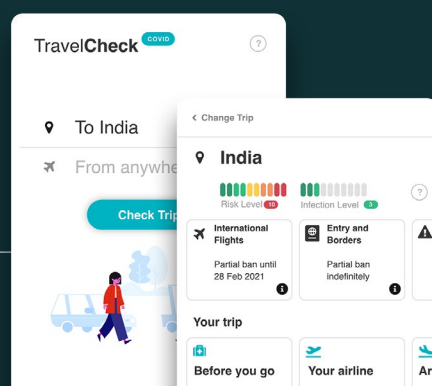 TravelCheck COVID
?
To India
From anywhe
Check Trip
< Change Trip
India
Risk Level 10
Infection Level 3
?
International
Flights
Partial ban until
28 Feb 2021
Entry and
Borders
Partial ban
indefinitely
Your trip
Before you go
Your airline
Ar